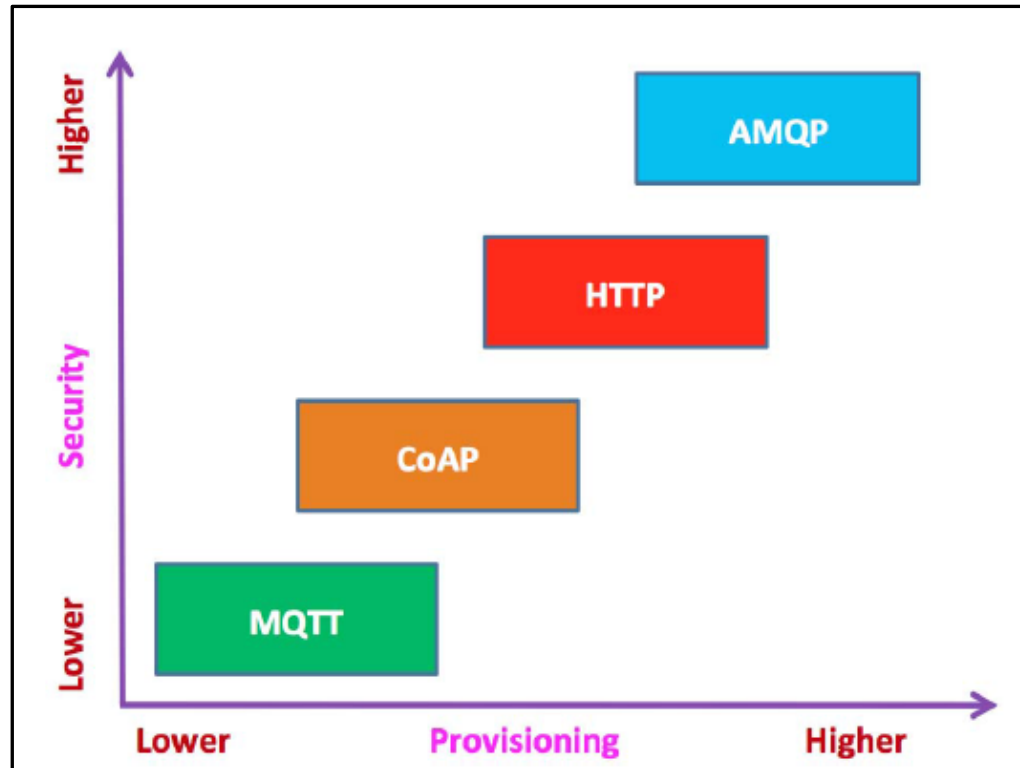 Higher
AMQP
HTTP
Security
CoAP
MQTT
Lower
Lower Provisioning Higher